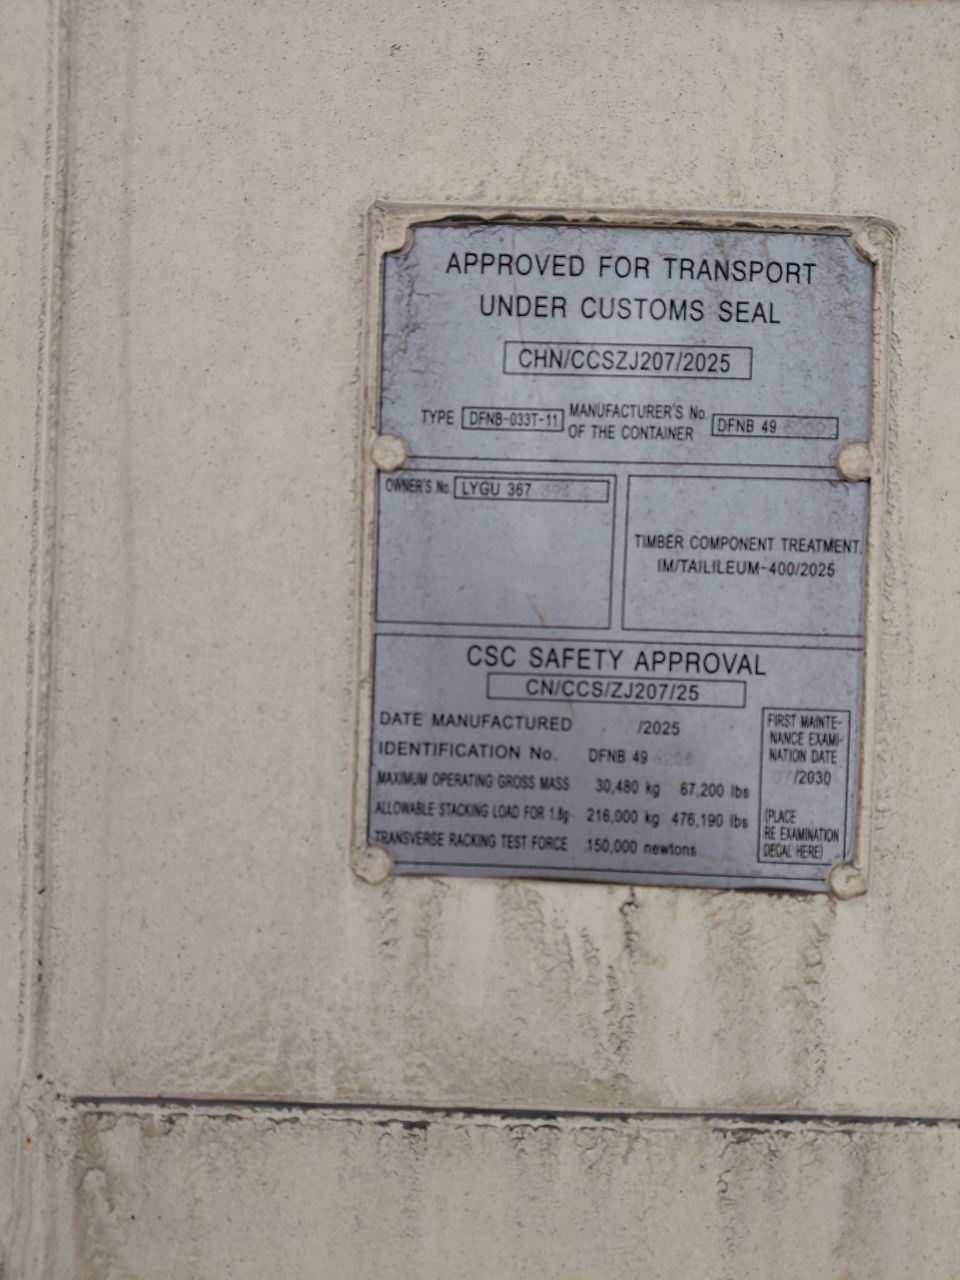 APPROVED FOR TRANSPORT
UNDER CUSTOMS SEAL
CHN/CCSZJ207/2025
TYPE DFNB-033T-11 MANUFACTURER'S No. OF THE CONTAINER DFNB 49
OWNER'S No. LYGU 367
TIMBER COMPONENT TREATMENT
IM/TAILILEUM-400/2025
CSC SAFETY APPROVAL
CN/CCS/ZJ207/25
DATE MANUFACTURED /2025
IDENTIFICATION No. DFNB 49
MAXIMUM OPERATING GROSS MASS 30,480 kg 67,200 lbs
ALLOWABLE STACKING LOAD FOR 1.8g 216,000 kg 476,190 lbs
TRANSVERGE RACKING TEST FORCE 150,000 newtons
FIRST MAINTE-
NANCE EXAMI-
NATION DATE
/2030
(PLACE
RE EXAMINATION
DECAL HERE)